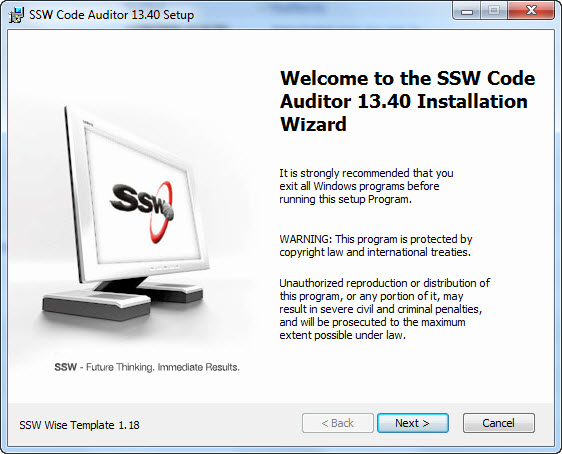 SSW Code Auditor 13.40 Setup
Welcome to the SSW Code
Auditor 13.40 Installation
Wizard
It is strongly recommended that you
exit all Windows programs before
running this setup Program.
WARNING: This program is protected by
copyright law and international treaties.
Unauthorized reproduction or distribution of
this program, or any portion of it, may
result in severe civil and criminal penalties,
and will be prosecuted to the maximum
extent possible under law.
SSW
SSW - Future Thinking. Immediate Results.
SSW Wise Template 1.18
< Back
Next >
Cancel